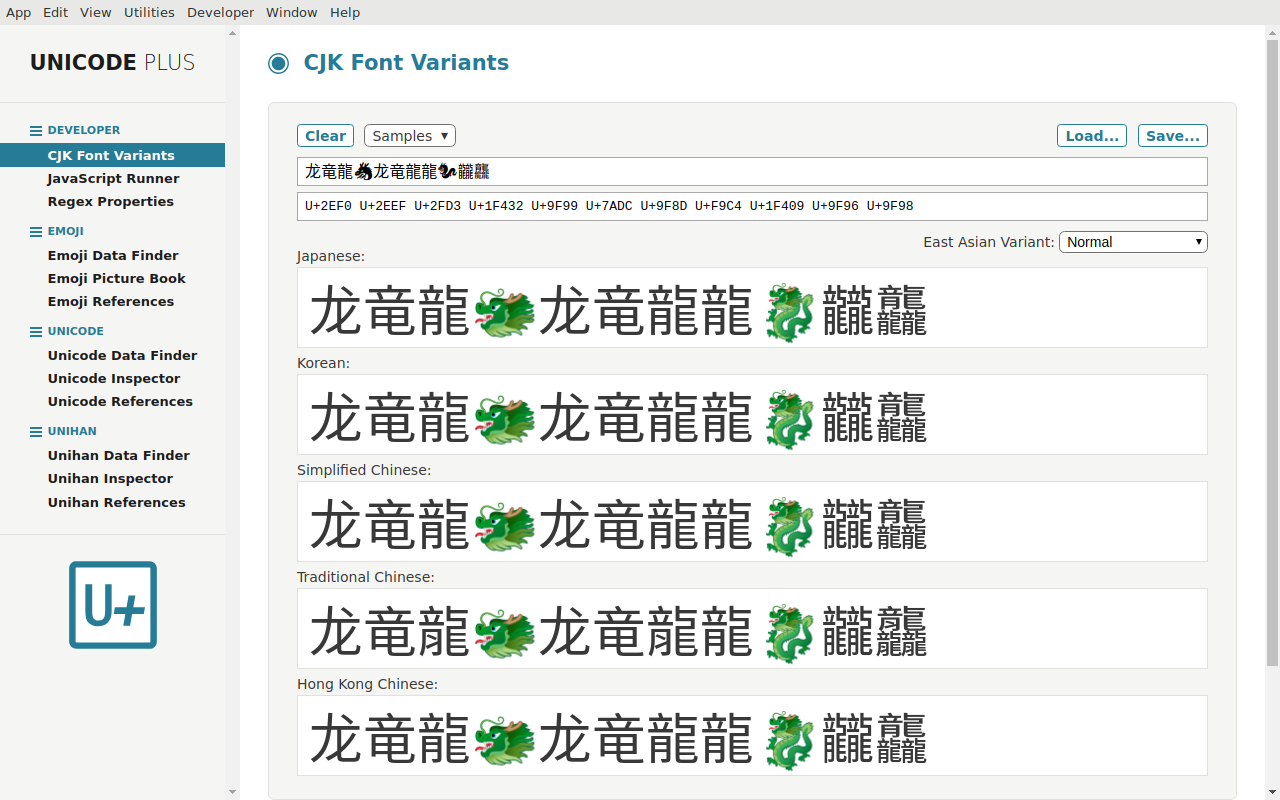 App Edit View Utilities Developer Window Help
UNICODE PLUS
DEVELOPER
CJK Font Variants
JavaScript Runner
Regex Properties
EMOJI
Emoji Data Finder
Emoji Picture Book
Emoji References
UNICODE
Unicode Data Finder
Unicode Inspector
Unicode References
UNIHAN
Unihan Data Finder
Unihan Inspector
Unihan References
U+
CJK Font Variants
Clear Samples ▾ Load... Save...
⻰⻯⿓🐲龙竜龍龍🐉龖龘
U+2EF0 U+2EEF U+2FD3 U+1F432 U+9F99 U+7ADC U+9F8D U+F9C4 U+1F409 U+9F96 U+9F98
East Asian Variant: Normal
Japanese:
⻰⻯⿓🐲龙竜龍龍🐉龖龘
Korean:
⻰⻯⿓🐲龙竜龍龍🐉龖龘
Simplified Chinese:
⻰⻯⿓🐲龙竜龍龍🐉龖龘
Traditional Chinese:
⻰⻯⿓🐲龙竜龍龍🐉龖龘
Hong Kong Chinese:
⻰⻯⿓🐲龙竜龍龍🐉龖龘